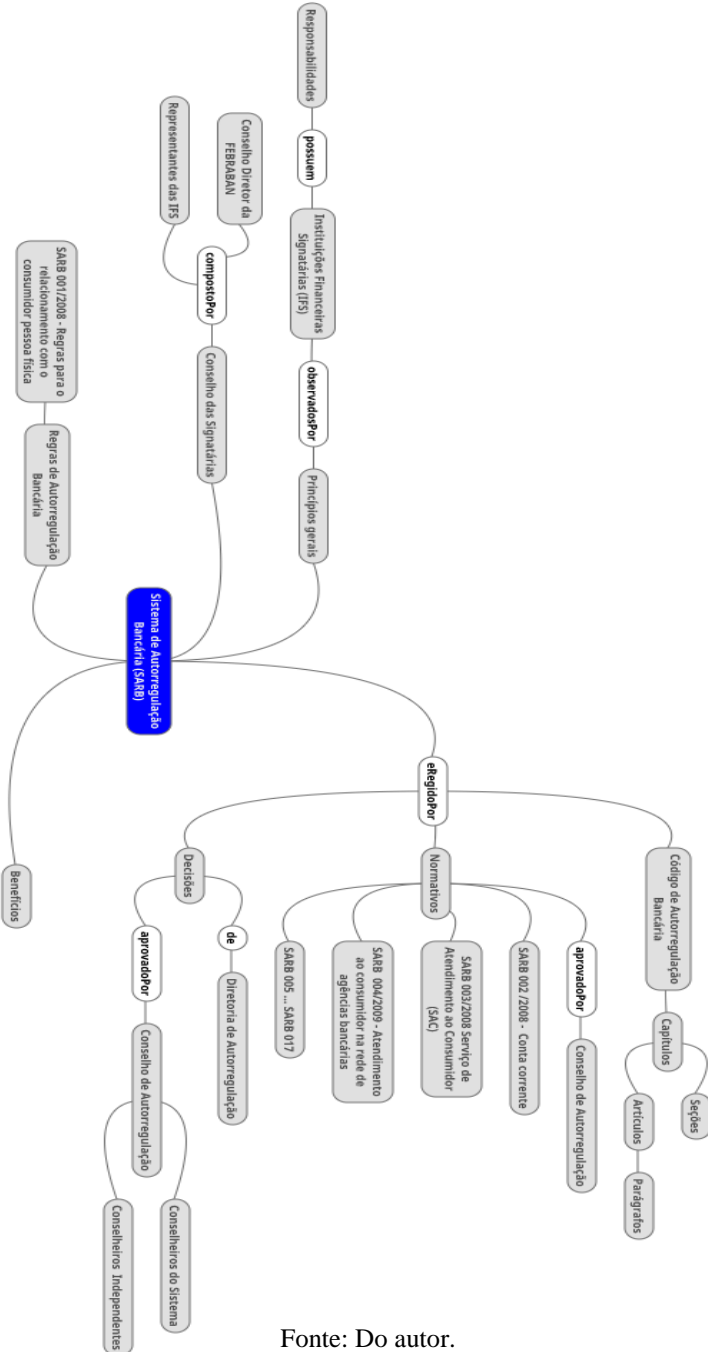 Responsabilidades
possuem
Instituições Financeiras
Signatárias (IFS)
observadosPor
Princípios gerais
Conselho Diretor da
FEBRABAN
Representantes das IFS
compostoPor
Conselho das Signatárias
SARB 001/2008 - Regras para o
relacionamento com o
consumidor pessoa física
Regras de Autorregulação
Bancária
Sistema de Autorregulação
Bancária (SARB)
Benefícios
eRegidoPor
Código de Autorregulação
Bancária
Capítulos
Seções
Artículos
Parágrafos
Normativos
aprovadoPor
Conselho de Autorregulação
SARB 002 /2008 - Conta corrente
SARB 003/2008 Serviço de
Atendimento ao Consumidor
(SAC)
SARB 004/2009 - Atendimento
ao consumidor na rede de
agências bancárias
SARB 005 ... SARB 017
Decisões
de
Diretoria de Autorregulação
aprovadoPor
Conselho de Autorregulação
Conselheiros do Sistema
Conselheiros Independentes
Fonte: Do autor.